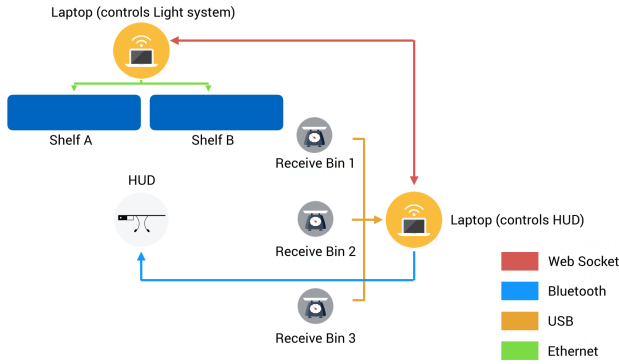 Laptop (controls Light system)
Shelf A
Shelf B
Receive Bin 1
HUD
Laptop (controls HUD)
Receive Bin 2
Receive Bin 3
Web Socket
Bluetooth
USB
Ethernet